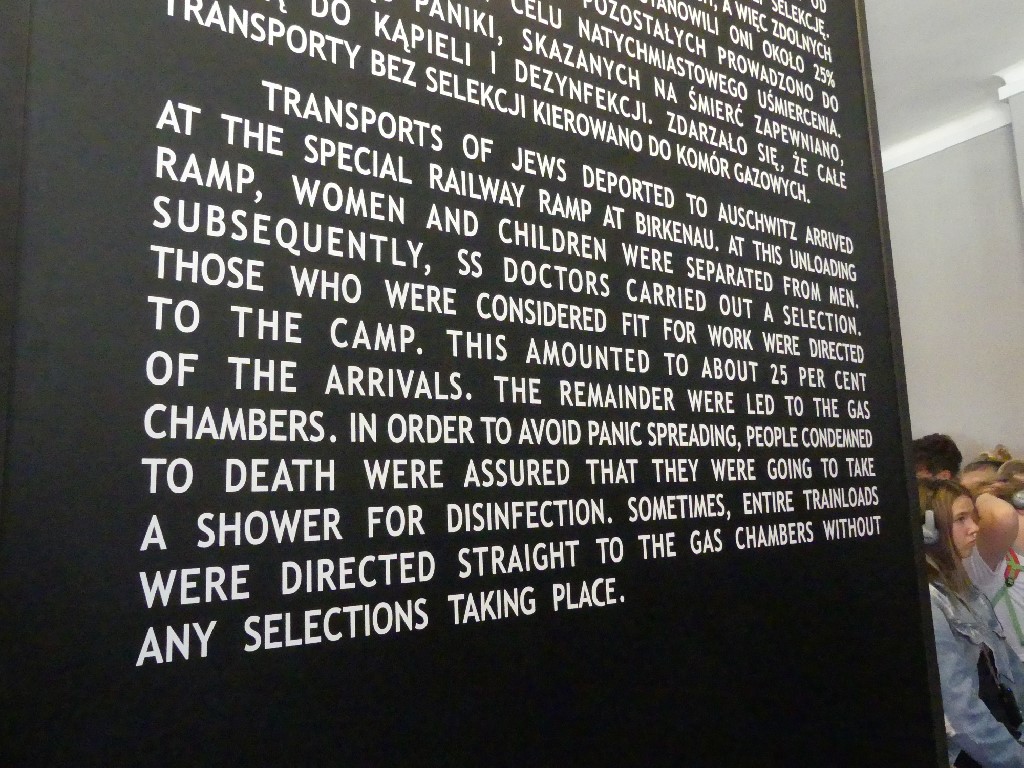 OD
SELEKCJĘ.
A WIĘC ZDOLNYCH
STANOWILI ONI OKOŁO 25%
POZOSTAŁYCH PROWADZONO DO
CELU NATYCHMIASTOWEGO UŚMIERCENIA.
PANIKI, SKAZANYCH NA ŚMIERĆ ZAPEWNIANO,
DO KĄPIELI I DEZYNFEKCJI. ZDARZAŁO SIĘ, ŻE CAŁE
TRANSPORTY BEZ SELEKCJI KIEROWANO DO KOMÓR GAZOWYCH.
TRANSPORTS OF JEWS DEPORTED TO AUSCHWITZ ARRIVED
AT THE SPECIAL RAILWAY RAMP AT BIRKENAU. AT THIS UNLOADING
RAMP, WOMEN AND CHILDREN WERE SEPARATED FROM MEN.
SUBSEQUENTLY, SS DOCTORS CARRIED OUT A SELECTION.
THOSE WHO WERE CONSIDERED FIT FOR WORK WERE DIRECTED
TO THE CAMP. THIS AMOUNTED TO ABOUT 25 PER CENT
OF THE ARRIVALS. THE REMAINDER WERE LED TO THE GAS
CHAMBERS. IN ORDER TO AVOID PANIC SPREADING, PEOPLE CONDEMNED
TO DEATH WERE ASSURED THAT THEY WERE GOING TO TAKE
A SHOWER FOR DISINFECTION. SOMETIMES, ENTIRE TRAINLOADS
WERE DIRECTED STRAIGHT TO THE GAS CHAMBERS WITHOUT
ANY SELECTIONS TAKING PLACE.